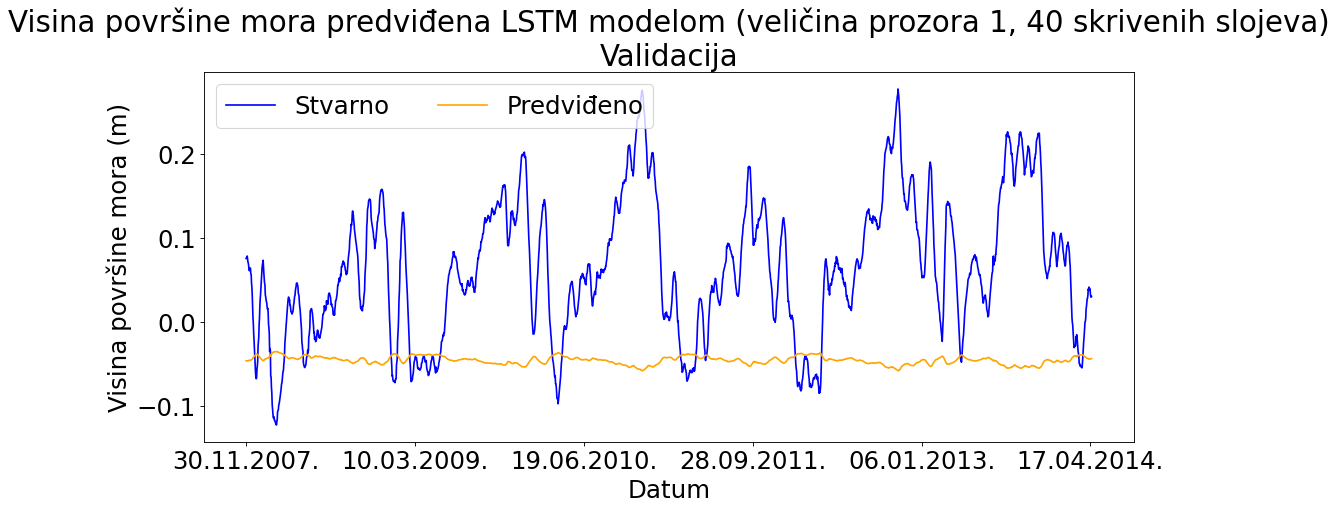 Visina površine mora predviđena LSTM modelom (veličina prozora 1, 40 skrivenih slojeva)
Validacija
Stvarno Predviđeno
Visina površine mora (m)
0.2
0.1
0.0
−0.1
30.11.2007. 10.03.2009. 19.06.2010. 28.09.2011. 06.01.2013. 17.04.2014.
Datum